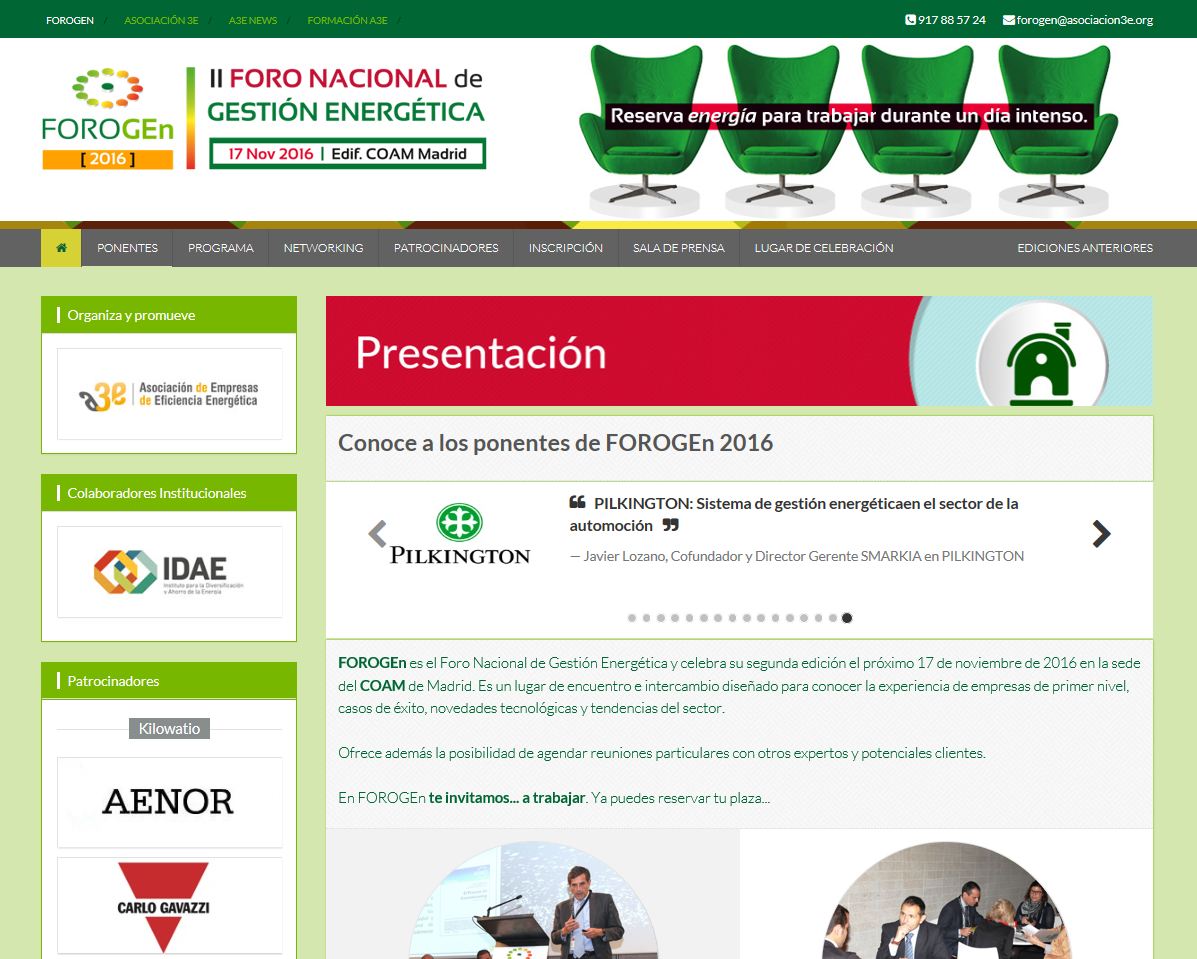 FOROGEN / ASOCIACIÓN 3E / A3E NEWS / FORMACIÓN A3E /
917 88 57 24 forogen@asociacion3e.org
FOROGEn
[ 2016 ]
II FORO NACIONAL de
GESTIÓN ENERGÉTICA
17 Nov 2016 | Edif. COAM Madrid
Reserva energía para trabajar durante un día intenso.
PONENTES PROGRAMA NETWORKING PATROCINADORES INSCRIPCIÓN SALA DE PRENSA LUGAR DE CELEBRACIÓN EDICIONES ANTERIORES
Organiza y promueve
a3e Asociación de Empresas
de Eficiencia Energética
Colaboradores Institucionales
IDAE
Instituto para la Diversificación
y Ahorro de la Energía
Patrocinadores
Kilowatio
AENOR
CARLO GAVAZZI
Presentación
Conoce a los ponentes de FOROGEn 2016
PILKINGTON
“ PILKINGTON: Sistema de gestión energéticaen el sector de la
automoción ”
— Javier Lozano, Cofundador y Director Gerente SMARKIA en PILKINGTON
FOROGEn es el Foro Nacional de Gestión Energética y celebra su segunda edición el próximo 17 de noviembre de 2016 en la sede
del COAM de Madrid. Es un lugar de encuentro e intercambio diseñado para conocer la experiencia de empresas de primer nivel,
casos de éxito, novedades tecnológicas y tendencias del sector.
Ofrece además la posibilidad de agendar reuniones particulares con otros expertos y potenciales clientes.
En FOROGEn te invitamos... a trabajar. Ya puedes reservar tu plaza...